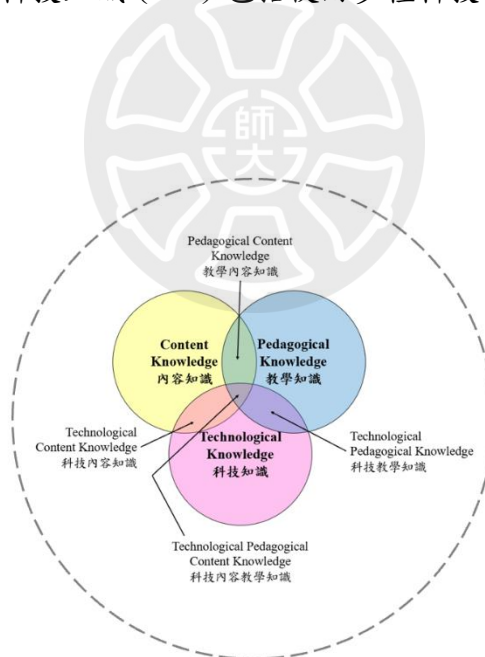 師
大
Pedagogical Content
Knowledge
教學內容知識
Content
Knowledge
內容知識
Pedagogical
Knowledge
教學知識
Technological
Content Knowledge
科技內容知識
Technological
Knowledge
科技知識
Technological
Pedagogical Knowledge
科技教學知識
Technological Pedagogical
Content Knowledge
科技內容教學知識